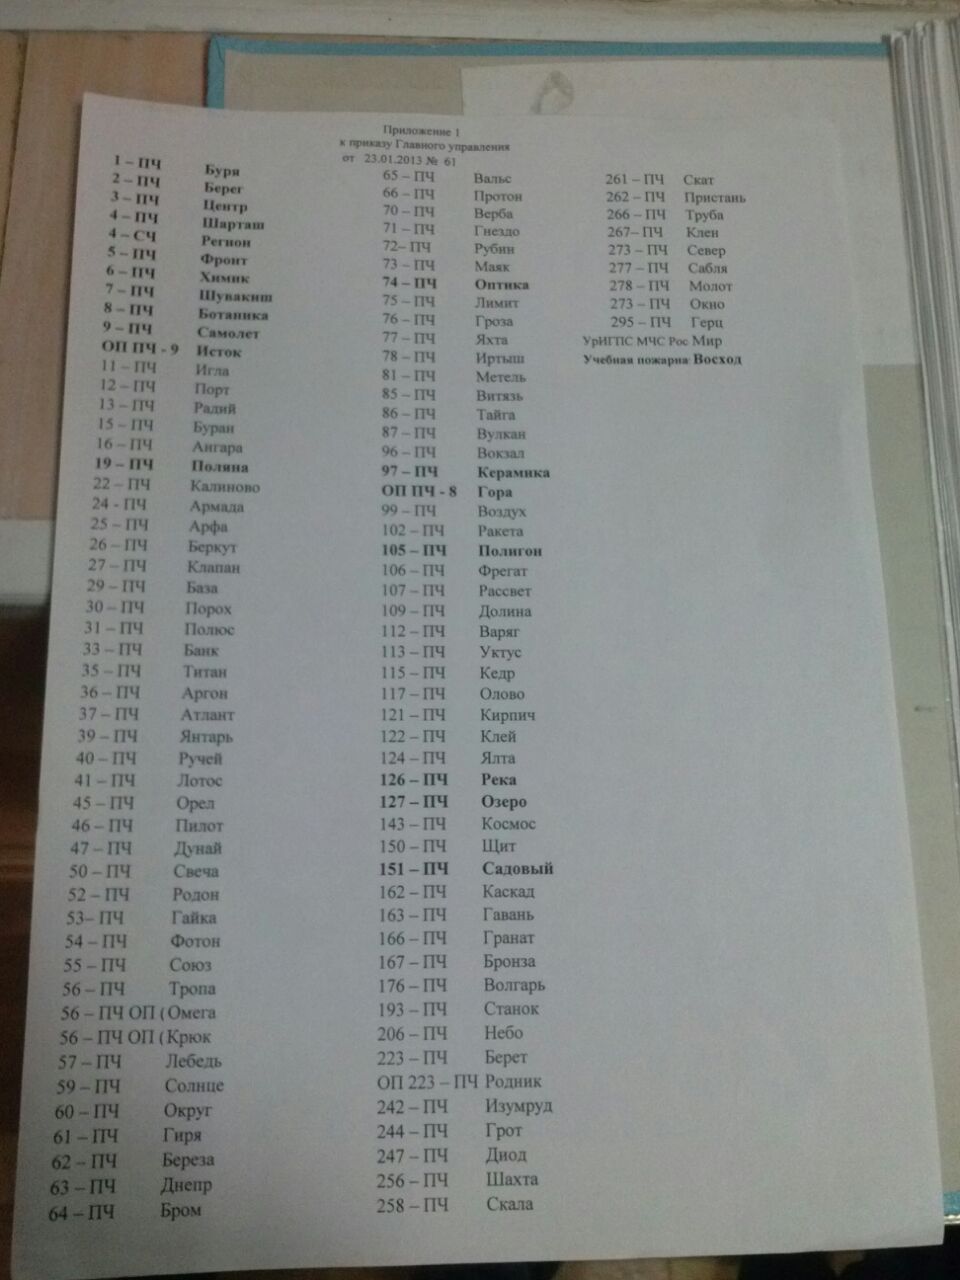 Приложение 1
к приказу Главного управления
от 23.01.2013 № 61
1 – ПЧ Буря
2 – ПЧ Берег
3 – ПЧ Центр
4 – ПЧ Шарташ
4 – СЧ Регион
5 – ПЧ Фронт
6 – ПЧ Химик
7 – ПЧ Шувакиш
8 – ПЧ Ботаника
9 – ПЧ Самолет
ОП ПЧ - 9 Исток
11 – ПЧ Игла
12 – ПЧ Порт
13 – ПЧ Радий
15 – ПЧ Буран
16 – ПЧ Ангара
19 – ПЧ Поляна
22 – ПЧ Калиново
24 - ПЧ Армада
25 – ПЧ Арфа
26 – ПЧ Беркут
27 – ПЧ Клапан
29 – ПЧ База
30 – ПЧ Порох
31 – ПЧ Полюс
33 – ПЧ Банк
35 – ПЧ Титан
36 – ПЧ Аргон
37 – ПЧ Атлант
39 – ПЧ Янтарь
40 – ПЧ Ручей
41 – ПЧ Лотос
45 – ПЧ Орел
46 – ПЧ Пилот
47 – ПЧ Дунай
50 – ПЧ Свеча
52 – ПЧ Родон
53– ПЧ Гайка
54 – ПЧ Фотон
55 – ПЧ Союз
56 – ПЧ Тропа
56 – ПЧ ОП ( Омега
56 – ПЧ ОП ( Крюк
57 – ПЧ Лебедь
59 – ПЧ Солнце
60 – ПЧ Округ
61 – ПЧ Гиря
62 – ПЧ Береза
63 – ПЧ Днепр
64 – ПЧ Бром
65 – ПЧ Вальс
66 – ПЧ Протон
70 – ПЧ Верба
71 – ПЧ Гнездо
72– ПЧ Рубин
73 – ПЧ Маяк
74 – ПЧ Оптика
75 – ПЧ Лимит
76 – ПЧ Гроза
77 – ПЧ Яхта
78 – ПЧ Иртыш
81 – ПЧ Метель
85 – ПЧ Витязь
86 – ПЧ Тайга
87 – ПЧ Вулкан
96 – ПЧ Вокзал
97 – ПЧ Керамика
ОП ПЧ - 8 Гора
99 – ПЧ Воздух
102 – ПЧ Ракета
105 – ПЧ Полигон
106 – ПЧ Фрегат
107 – ПЧ Рассвет
109 – ПЧ Долина
112 – ПЧ Варяг
113 – ПЧ Уктус
115 – ПЧ Кедр
117 – ПЧ Олово
121 – ПЧ Кирпич
122 – ПЧ Клей
124 – ПЧ Ялта
126 – ПЧ Река
127 – ПЧ Озеро
143 – ПЧ Космос
150 – ПЧ Щит
151 – ПЧ Садовый
162 – ПЧ Каскад
163 – ПЧ Гавань
166 – ПЧ Гранат
167 – ПЧ Бронза
176 – ПЧ Волгарь
193 – ПЧ Станок
206 – ПЧ Небо
223 – ПЧ Берет
ОП 223 – ПЧ Родник
242 – ПЧ Изумруд
244 – ПЧ Грот
247 – ПЧ Диод
256 – ПЧ Шахта
258 – ПЧ Скала
261 – ПЧ Скат
262 – ПЧ Пристань
266 – ПЧ Труба
267– ПЧ Клен
273 – ПЧ Север
277 – ПЧ Сабля
278 – ПЧ Молот
273 – ПЧ Окно
295 – ПЧ Герц
УрИГПС МЧС Рос Мир
Учебная пожарна Восход